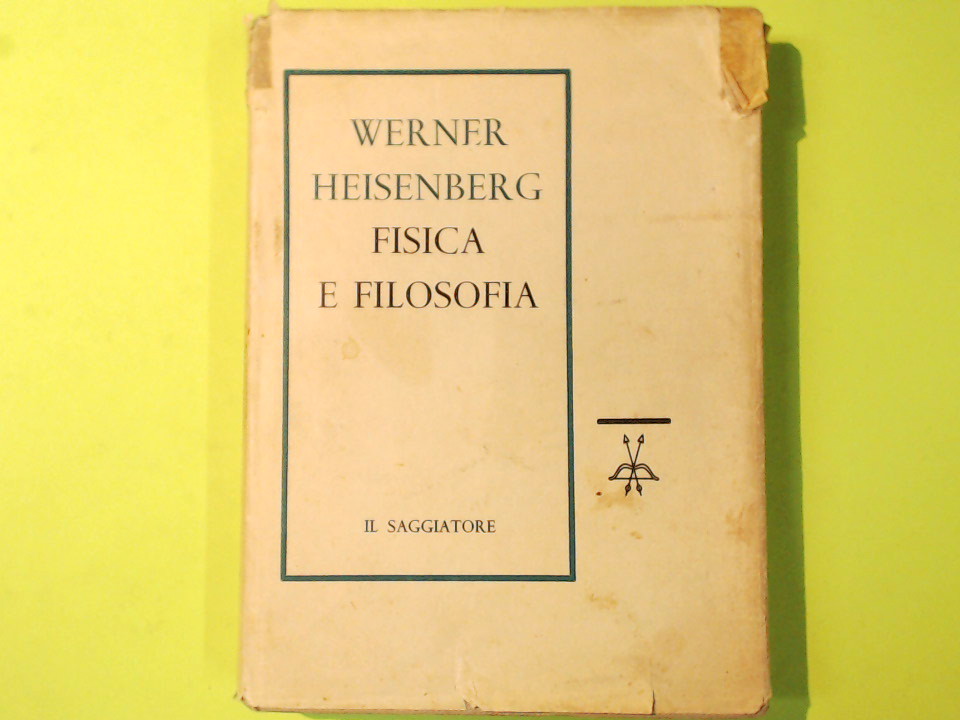 WERNER
HEISENBERG
FISICA
E FILOSOFIA
IL SAGGIATORE